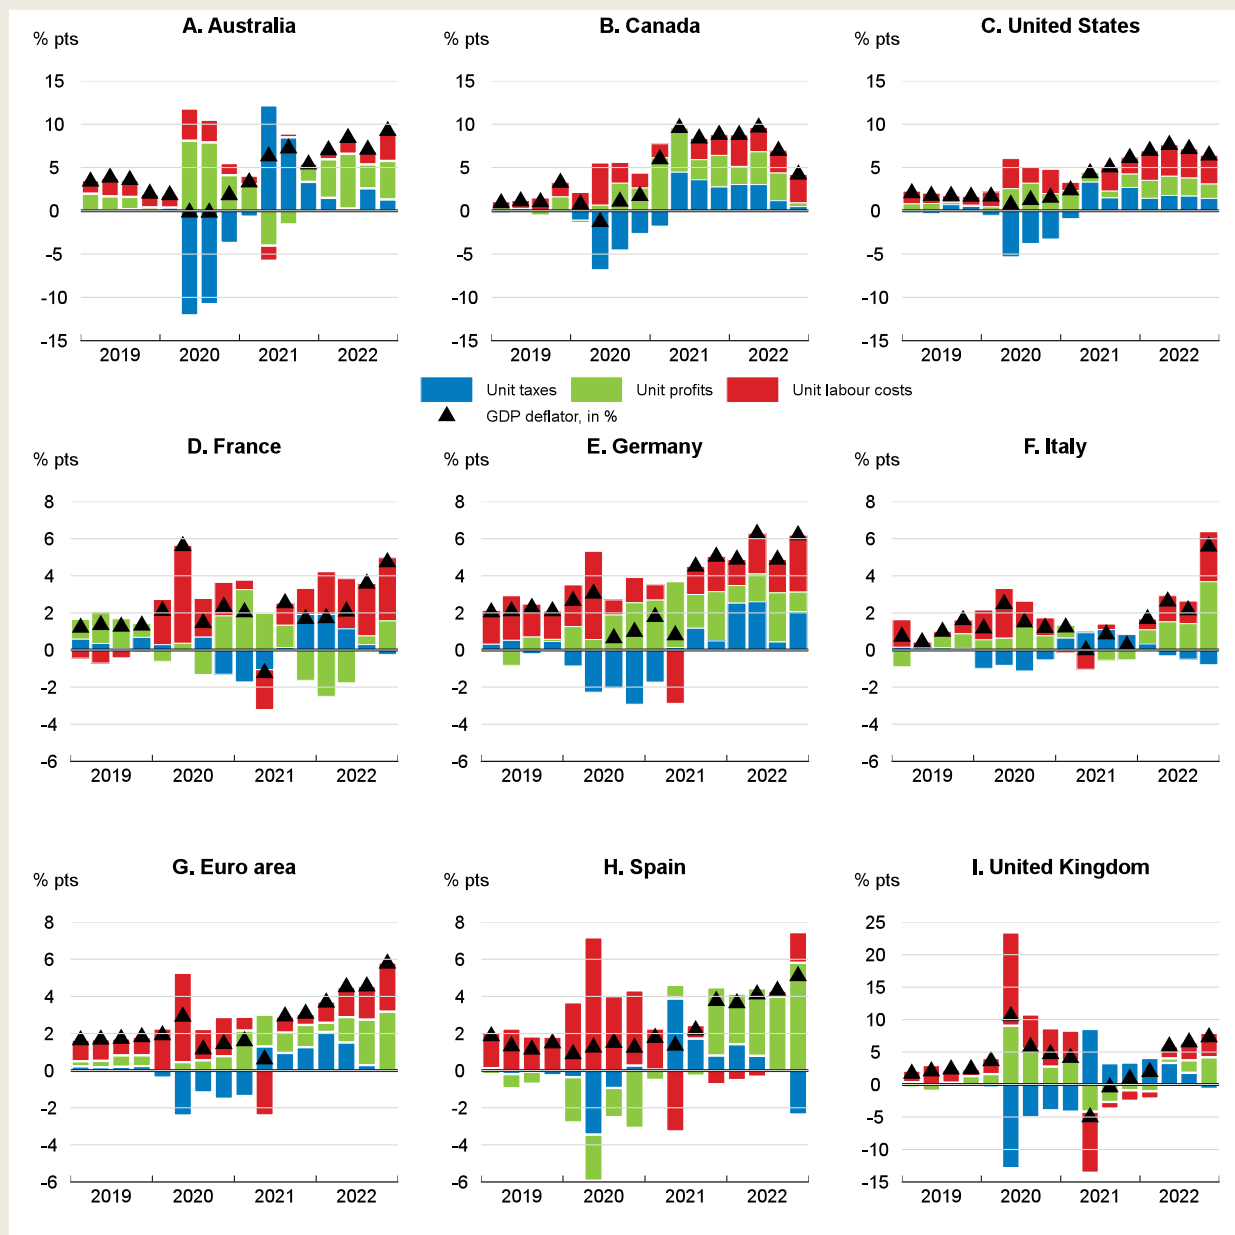 A. Australia
B. Canada
C. United States
% pts
% pts
% pts
15
10
5
0
-5
-10
-15
2019 2020 2021 2022
15
10
5
0
-5
-10
-15
2019 2020 2021 2022
15
10
5
0
-5
-10
-15
2019 2020 2021 2022
Unit taxes Unit profits Unit labour costs
GDP deflator, in %
D. France
E. Germany
F. Italy
% pts
% pts
% pts
8
6
4
2
0
-2
-4
-6
2019 2020 2021 2022
8
6
4
2
0
-2
-4
-6
2019 2020 2021 2022
8
6
4
2
0
-2
-4
-6
2019 2020 2021 2022
G. Euro area
H. Spain
I. United Kingdom
% pts
% pts
% pts
8
6
4
2
0
-2
-4
-6
2019 2020 2021 2022
8
6
4
2
0
-2
-4
-6
2019 2020 2021 2022
25
20
15
10
5
0
-5
-10
-15
2019 2020 2021 2022